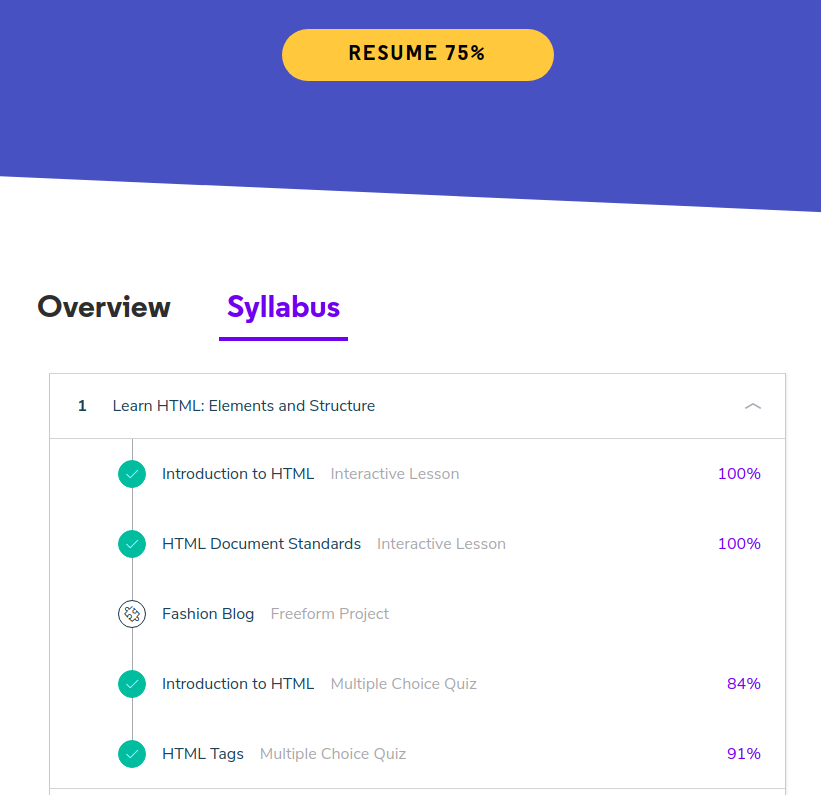 RESUME 75%
Overview Syllabus
1 Learn HTML: Elements and Structure
Introduction to HTML Interactive Lesson 100%
HTML Document Standards Interactive Lesson 100%
Fashion Blog Freeform Project
Introduction to HTML Multiple Choice Quiz 84%
HTML Tags Multiple Choice Quiz 91%